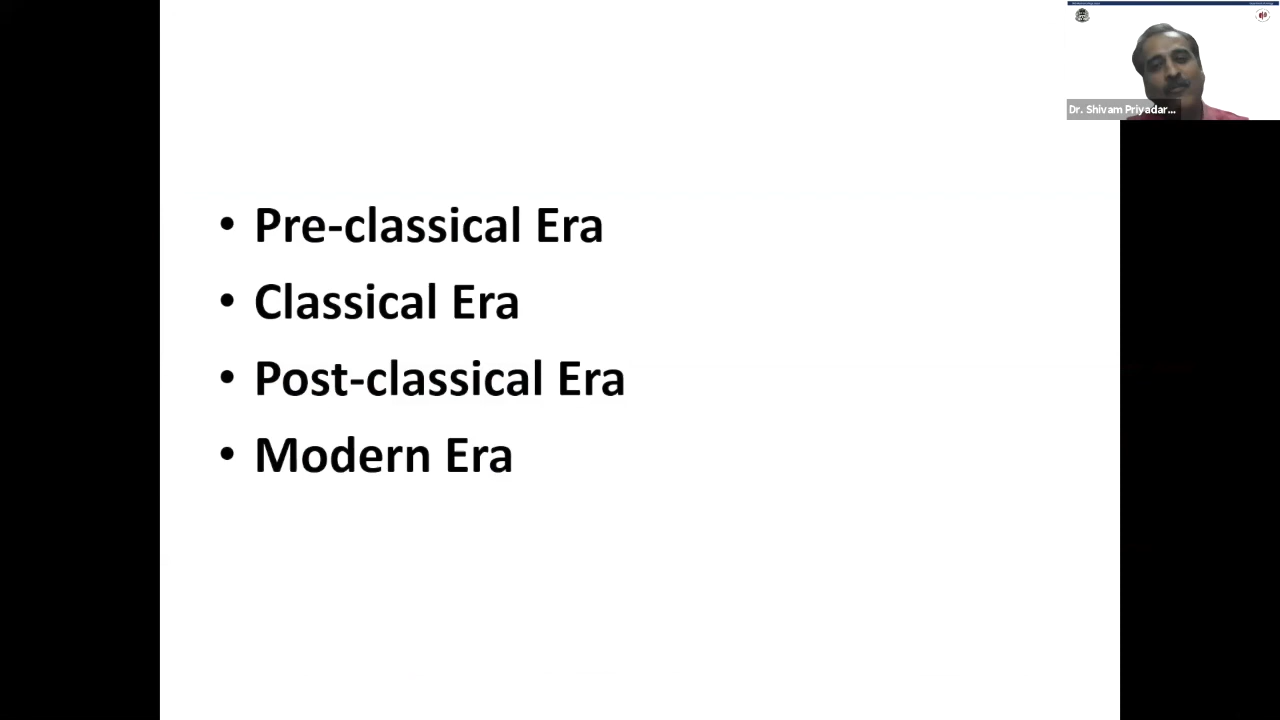 • Pre-classical Era
• Classical Era
• Post-classical Era
• Modern Era
Dr. Shivam Priyadar...